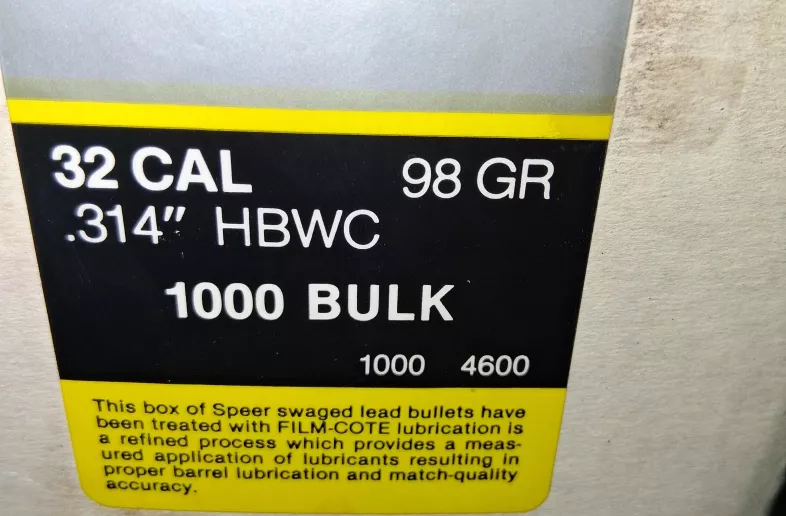 32 CAL 98 GR
.314" HBWC
1000 BULK
1000 4600
This box of Speer swaged lead bullets have
been treated with FILM-COTE lubrication is
a refined process which provides a meas-
ured application of lubricants resulting in
proper barrel lubrication and match-quality
accuracy.